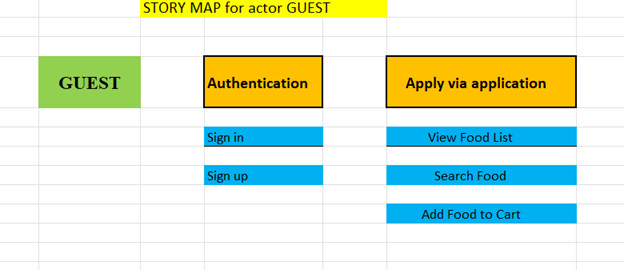 STORY MAP for actor GUEST
GUEST
Authentication
Apply via application
Sign in
View Food List
Sign up
Search Food
Add Food to Cart